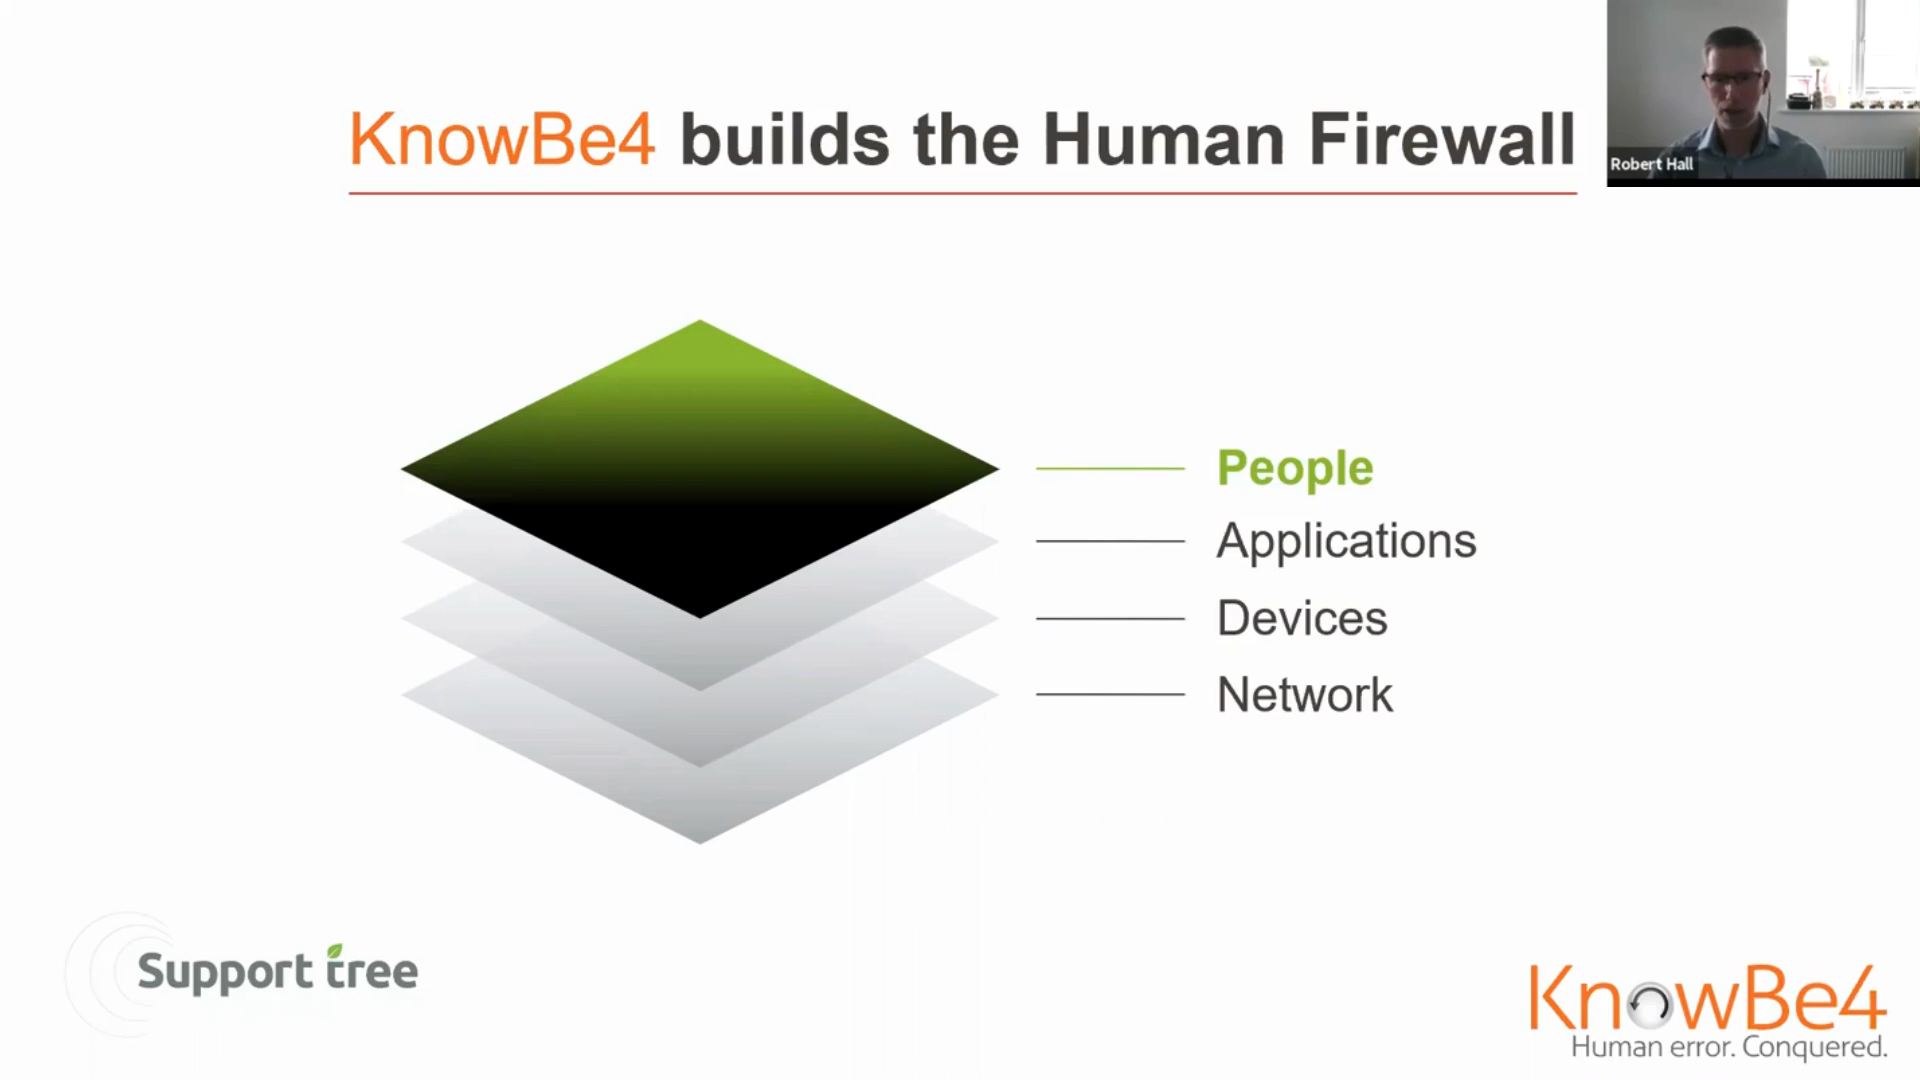 KnowBe4 builds the Human Firewall
Robert Hall
People
Applications
Devices
Network
Support tree
KnowBe4
Human error. Conquered.